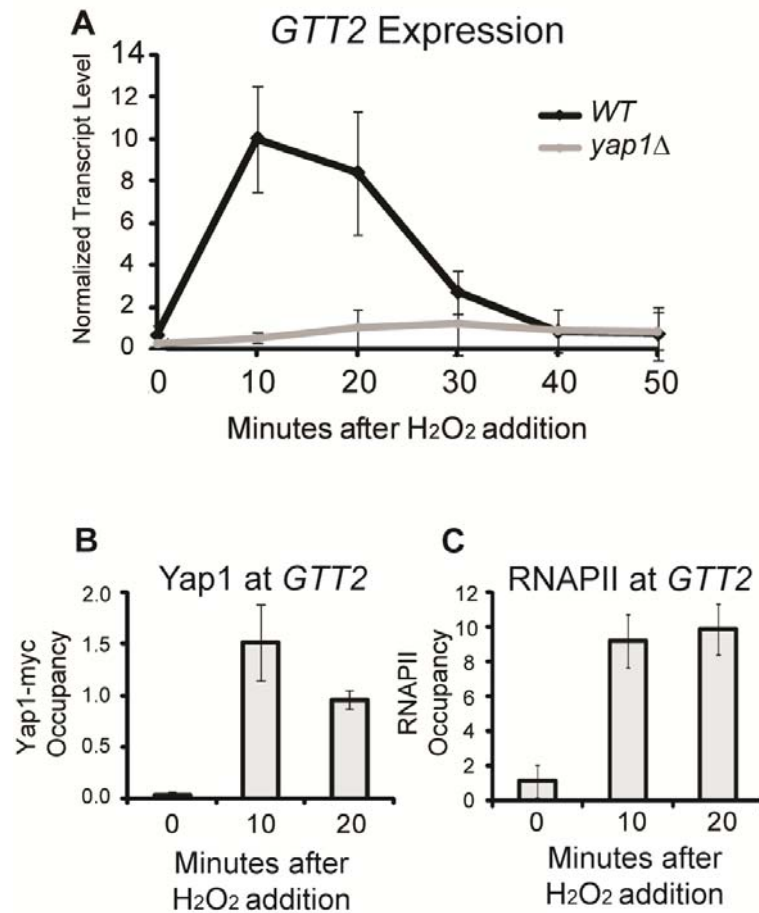 A
GTT2 Expression
Normalized Transcript Level
14
12
10
8
6
4
2
0
WT
yap1Δ
0 10 20 30 40 50
Minutes after H₂O₂ addition
B
Yap1 at GTT2
Yap1-myc
Occupancy
2.0
1.5
1.0
0.5
0.0
0 10 20
Minutes after
H₂O₂ addition
C
RNAPII at GTT2
RNAPII
Occupancy
12
10
8
6
4
2
0
0 10 20
Minutes after
H₂O₂ addition